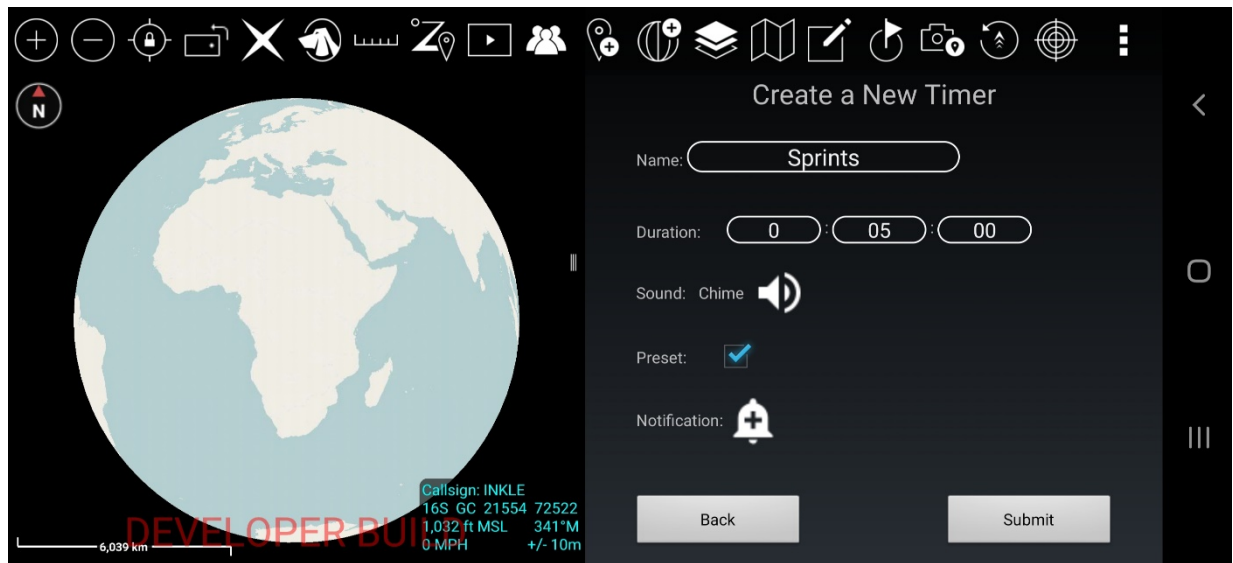 N
Callsign: INKLE
16S GC 21554 72522
1,032 ft MSL 341°M
0 MPH +/- 10m
DEVELOPER BUILD
6,039 km
Create a New Timer
Name: Sprints
Duration: 0 : 05 : 00
Sound: Chime
Preset:
Notification:
Back Submit